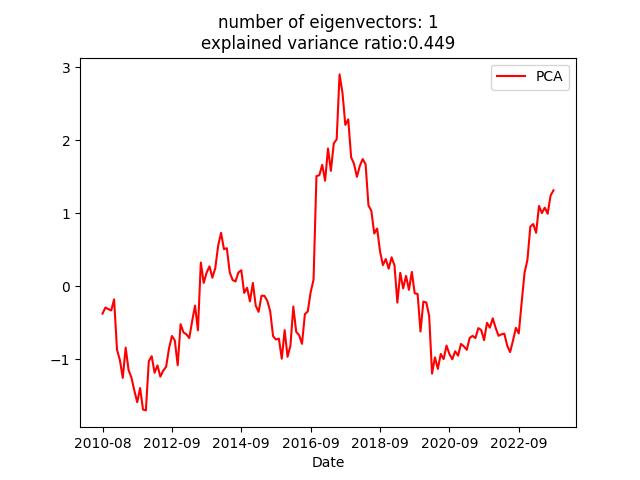 number of eigenvectors: 1
explained variance ratio:0.449
PCA
3
2
1
0
−1
2010-08 2012-09 2014-09 2016-09 2018-09 2020-09 2022-09
Date